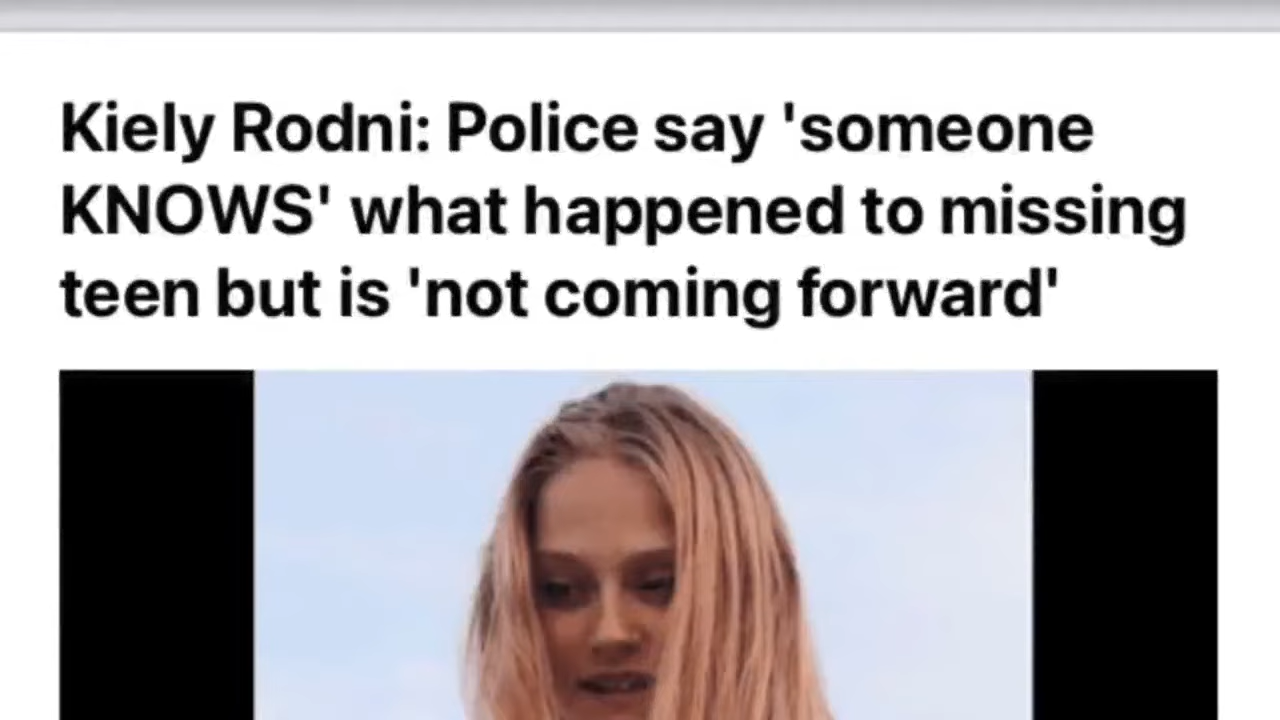 Kiely Rodni: Police say 'someone
KNOWS' what happened to missing
teen but is 'not coming forward'